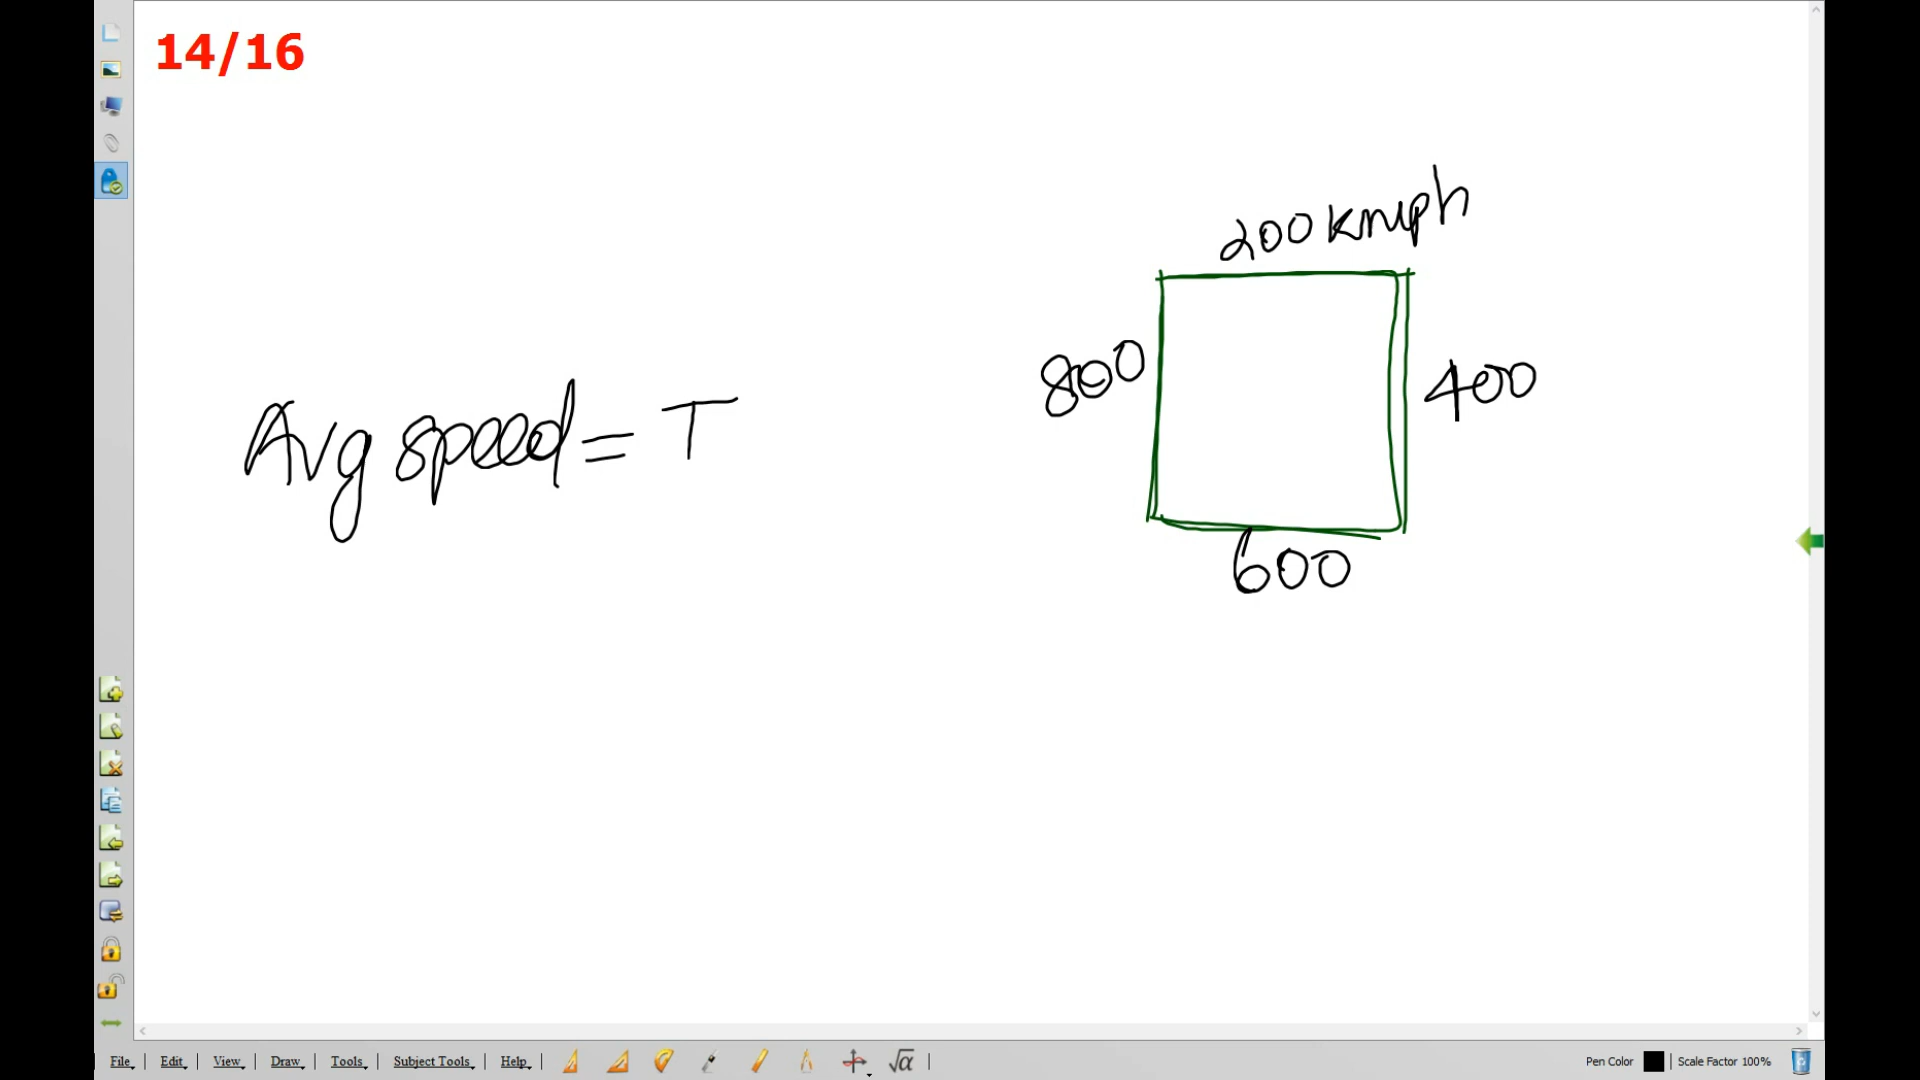 14/16
200 kmph
800
400
Avg speed = T
600
File
Edit
View
Draw
Tools
Subject Tools
Help
Pen Color
Scale Factor 100%